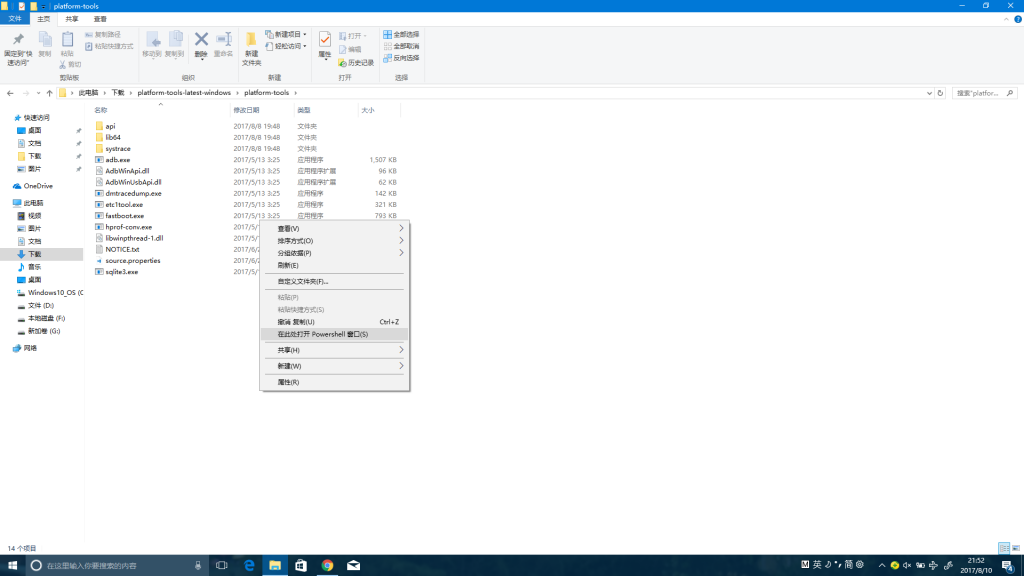 platform-tools
文件 主页 共享 查看
固定到"快速访问"
复制
粘贴
复制路径
粘贴快捷方式
剪切
剪贴板
移动到 复制到 删除 重命名
组织
新建文件夹
新建项目
轻松访问
新建
属性
打开
编辑
历史记录
打开
全部选择
全部取消
反向选择
选择
此电脑 下载 platform-tools-latest-windows platform-tools
搜索"platfor...
名称 修改日期 类型 大小
快速访问
桌面
文档
下载
图片
OneDrive
此电脑
视频
图片
文档
下载
音乐
桌面
Windows10_OS (C
文件 (D:)
本地磁盘 (F:)
新加卷 (G:)
网络
api 2017/8/8 19:48 文件夹
lib64 2017/8/8 19:48 文件夹
systrace 2017/8/8 19:48 文件夹
adb.exe 2017/5/13 3:25 应用程序 1,507 KB
AdbWinApi.dll 2017/5/13 3:25 应用程序扩展 96 KB
AdbWinUsbApi.dll 2017/5/13 3:25 应用程序扩展 62 KB
dmtracedump.exe 2017/5/13 3:25 应用程序 142 KB
etc1tool.exe 2017/5/13 3:25 应用程序 321 KB
fastboot.exe 2017/5/13 3:25 应用程序 793 KB
hprof-conv.exe 2017/5/1
libwinpthread-1.dll 2017/5/1
NOTICE.txt 2017/6/2
source.properties 2017/6/2
sqlite3.exe 2017/5/1
查看(V)
排序方式(O)
分组依据(P)
刷新(E)
自定义文件夹(F)...
粘贴(P)
粘贴快捷方式(S)
撤消 复制(U) Ctrl+Z
在此处打开 Powershell 窗口(S)
共享(H)
新建(W)
属性(R)
14 个项目
在这里输入你要搜索的内容
M 英 简
21:52
2017/8/10
4